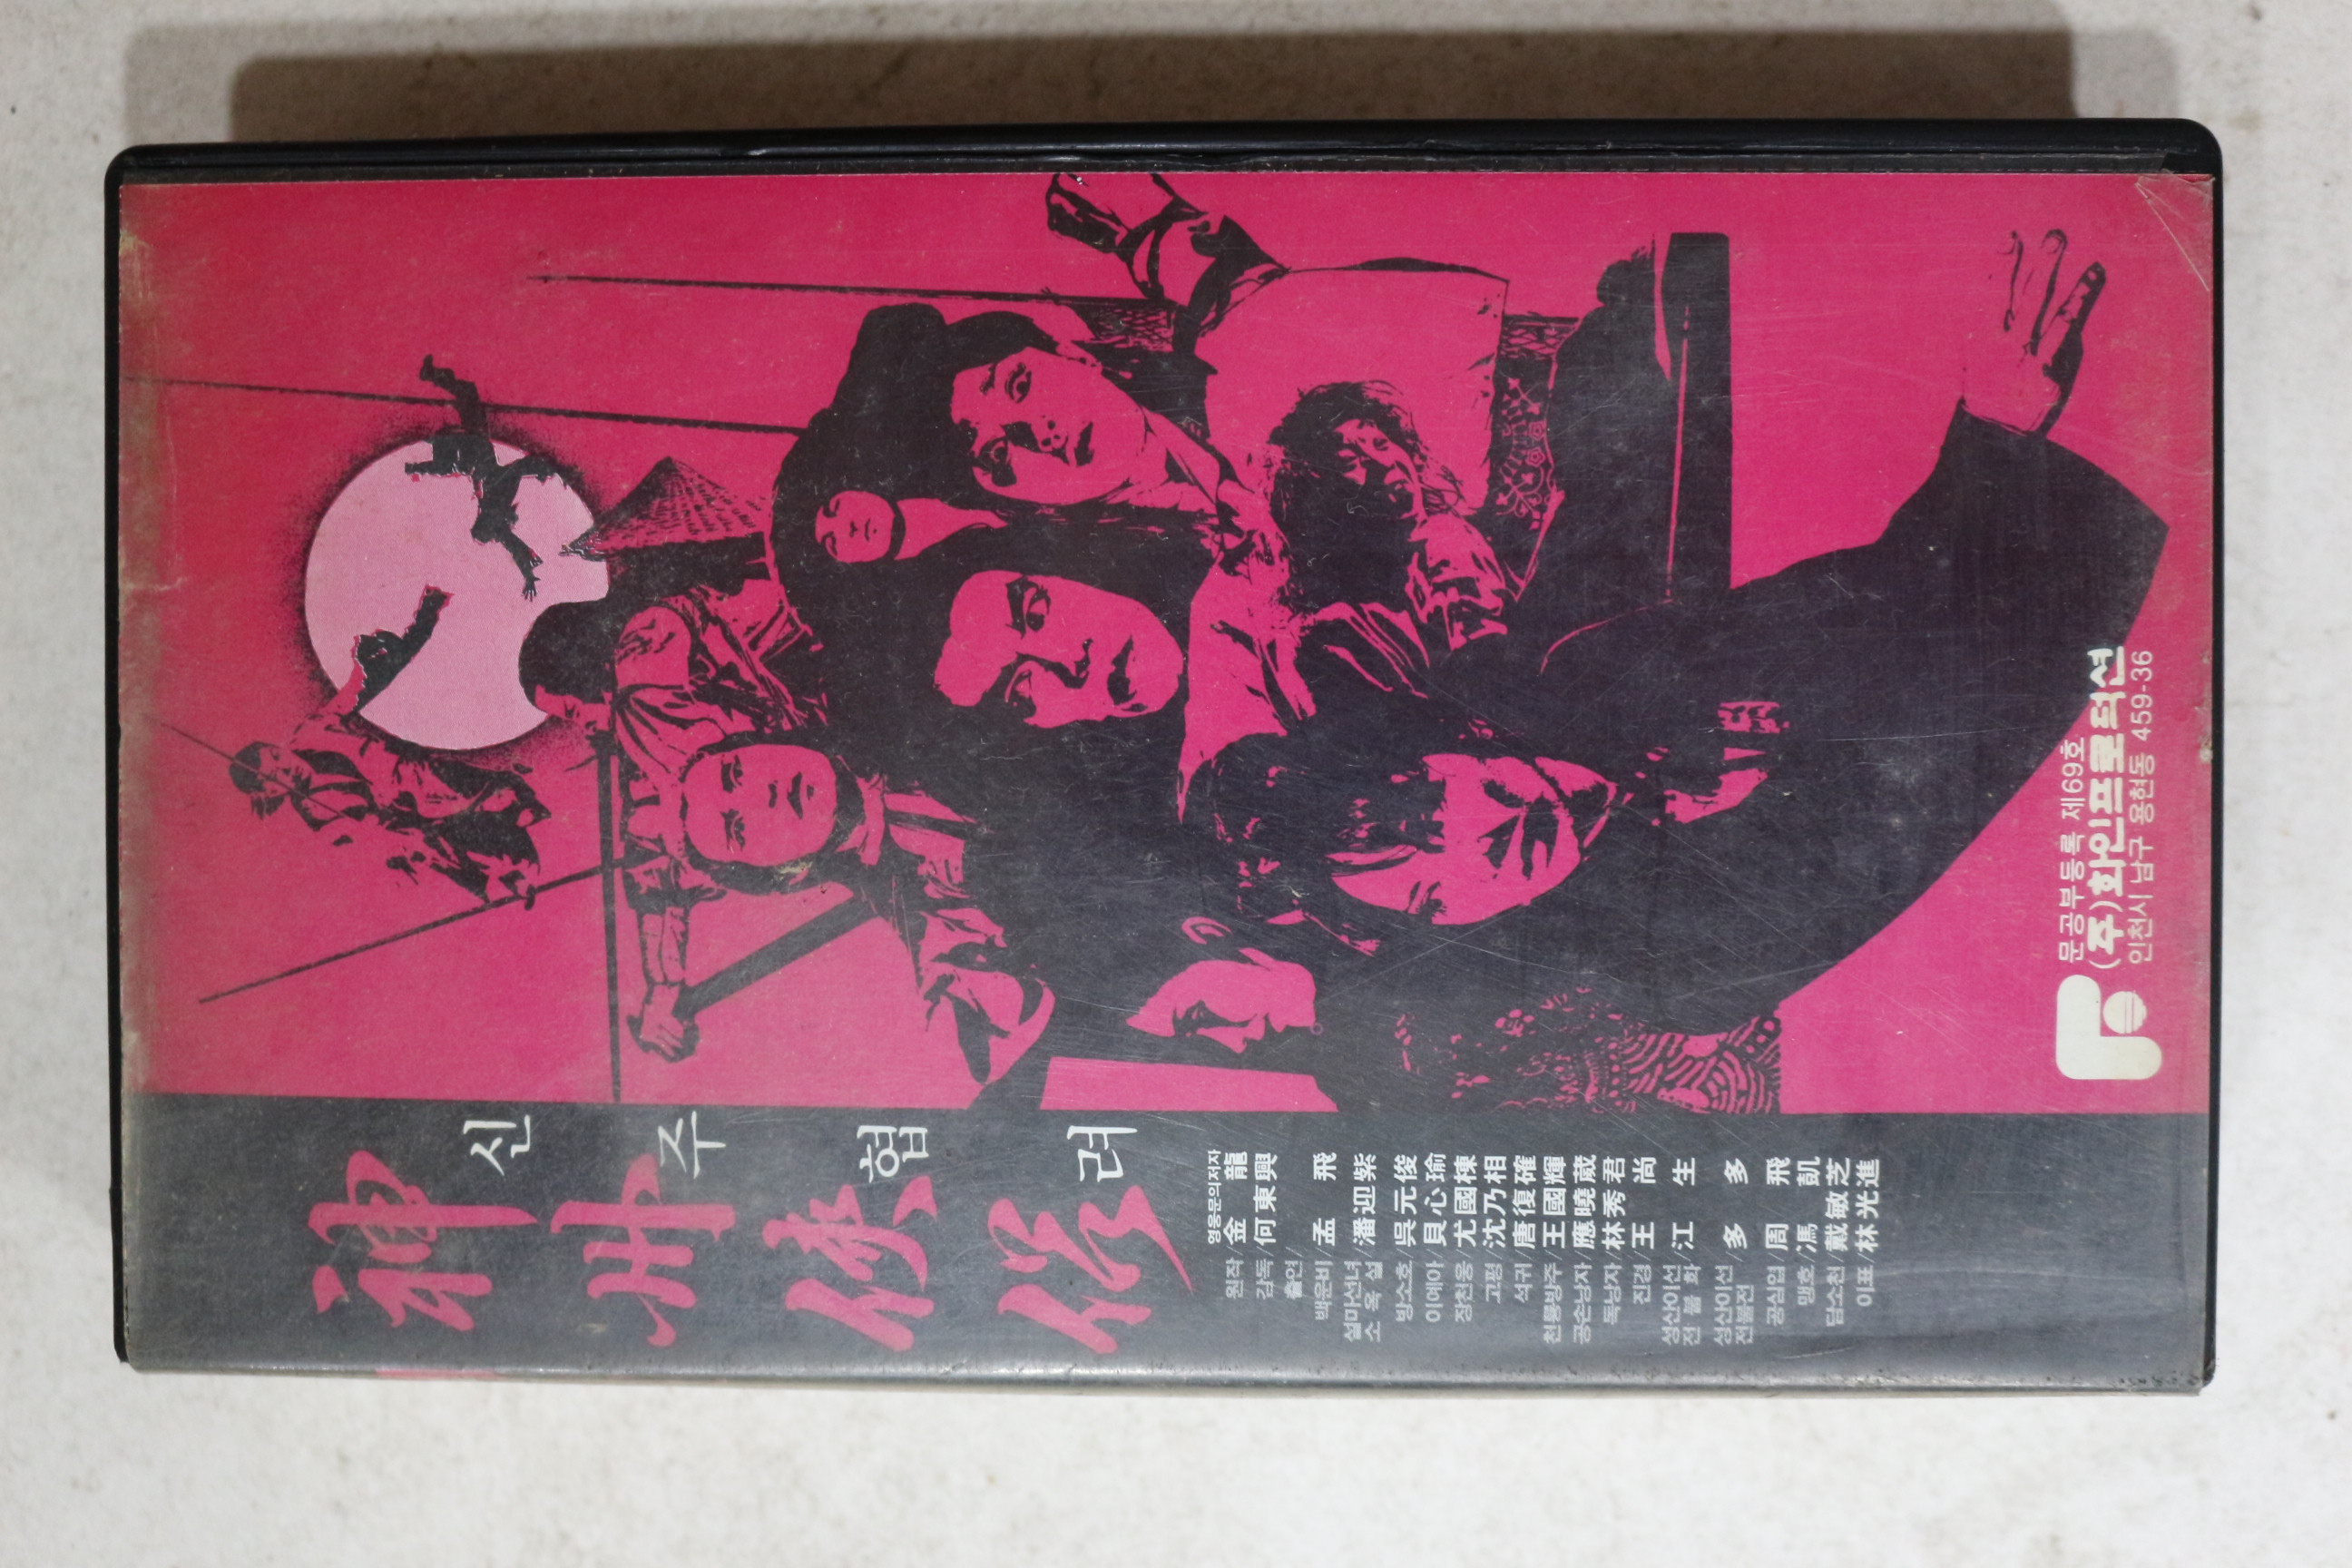 神州俠侶
신주협려
영웅문의저자
원작/金龍
감독/何東興
출연/
백운비/孟飛
설마선녀
소옥설/潘迎紫
방소호/吳元俊
이예아/貝心瑜
장천웅/尤國棟
고평/沈乃相
석귀/唐復確
천룡방주/王國輝
공손낭자/應曉葳
독낭자/林秀君
진경/王尚
성산이선
전불화/江生
성산이선
전불전/多多
공심업/周飛
맹호/馮凱
담소천/戴敏芝
이표/林光進
문공부등록 제69호
(주)화인프로덕션
인천시 남구 용현동 459-36